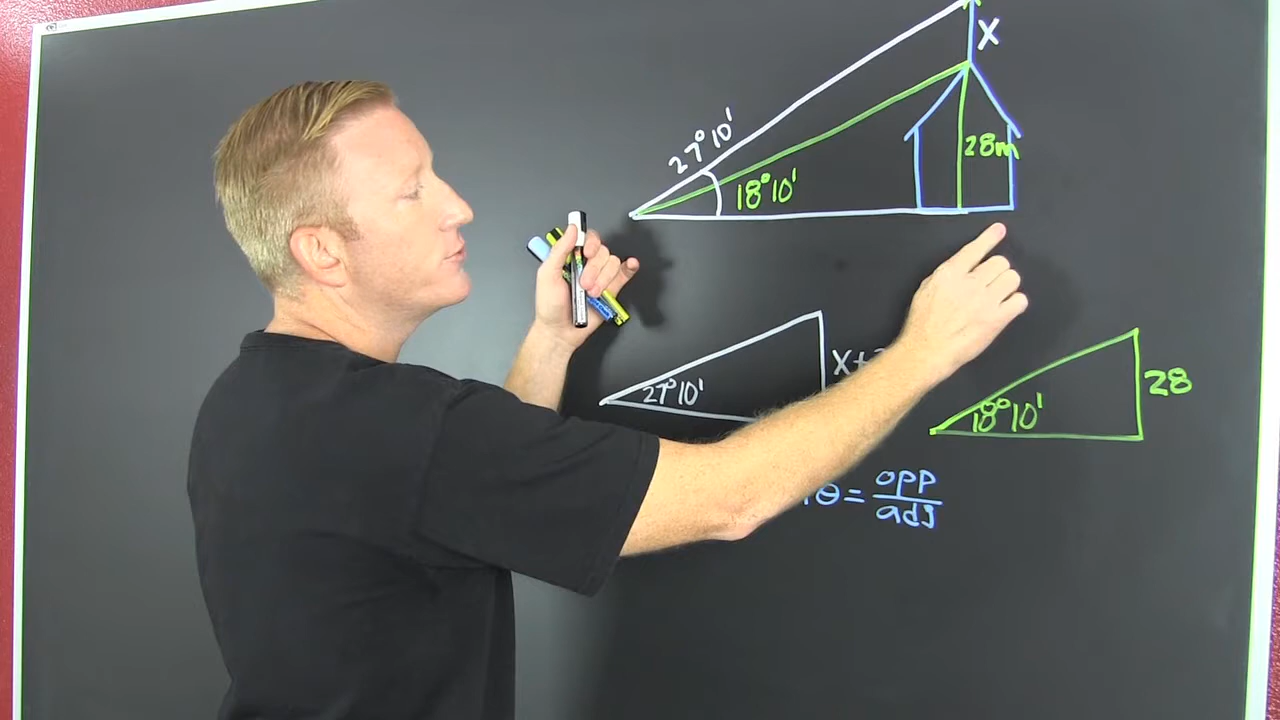 X
27°10'
28m
18°10'
27°10'
X+
28
18°10'
θ = opp
adj